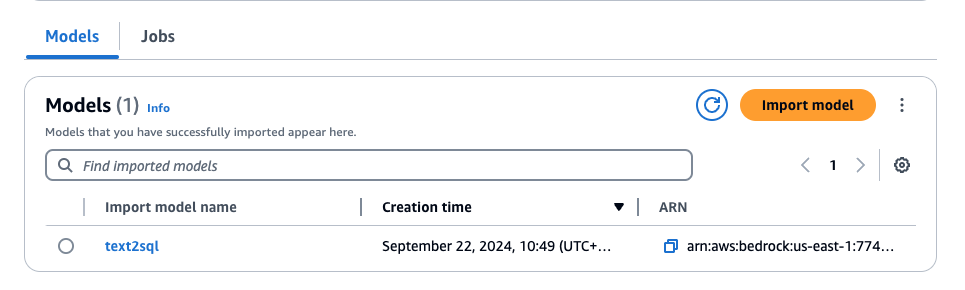 Models Jobs
Models (1) Info Import model
Models that you have successfully imported appear here.
Find imported models 1
Import model name Creation time ARN
text2sql September 22, 2024, 10:49 (UTC+… arn:aws:bedrock:us-east-1:774…